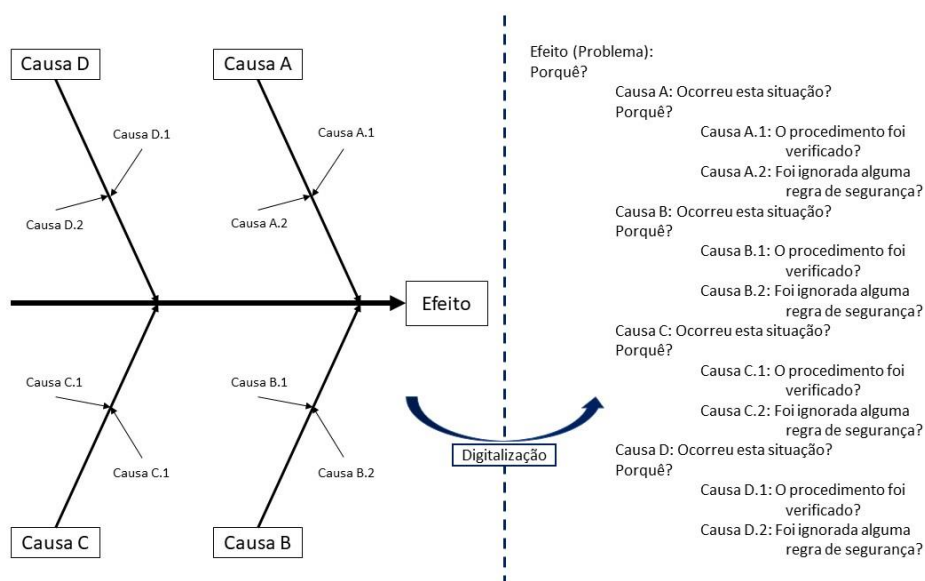 Causa D
Causa A
Causa D.1
Causa A.1
Causa D.2
Causa A.2
Efeito
Causa C.1
Causa B.1
Causa C.1
Causa B.2
Causa C
Causa B
Digitalização
Efeito (Problema):
Porquê?
Causa A: Ocorreu esta situação?
Porquê?
Causa A.1: O procedimento foi
verificado?
Causa A.2: Foi ignorada alguma
regra de segurança?
Causa B: Ocorreu esta situação?
Porquê?
Causa B.1: O procedimento foi
verificado?
Causa B.2: Foi ignorada alguma
regra de segurança?
Causa C: Ocorreu esta situação?
Porquê?
Causa C.1: O procedimento foi
verificado?
Causa C.2: Foi ignorada alguma
regra de segurança?
Causa D: Ocorreu esta situação?
Porquê?
Causa D.1: O procedimento foi
verificado?
Causa D.2: Foi ignorada alguma
regra de segurança?